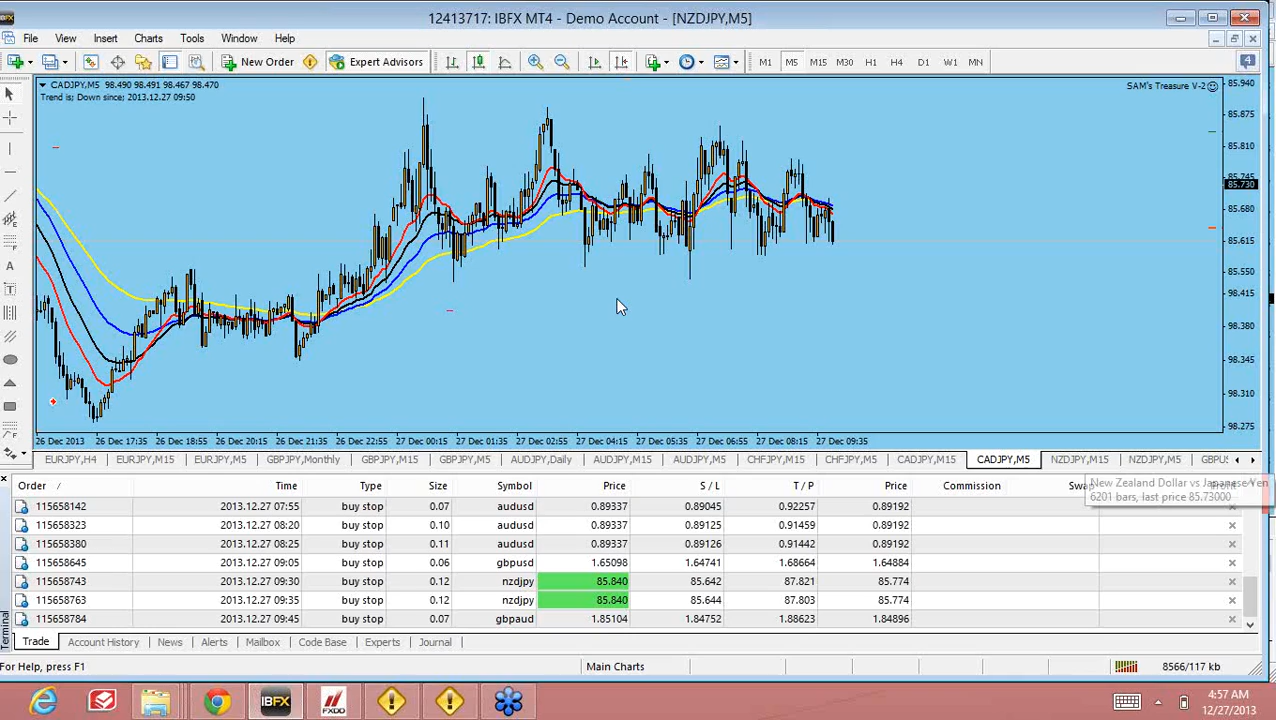 12413717: IBFX MT4 - Demo Account - [NZDJPY,M5]
File View Insert Charts Tools Window Help
4
New Order Expert Advisors M1 M5 M15 M30 H1 H4 D1 W1 MN
CADJPY,M5 98.490 98.491 98.467 98.470
Trend is; Down since; 2013.12.27 09:50
SAM's Treasure V-2
85.940
85.875
85.810
85.745
85.730
85.680
85.615
85.550
98.415
98.380
98.345
98.310
98.275
26 Dec 2013 26 Dec 17:35 26 Dec 18:55 26 Dec 20:15 26 Dec 21:35 26 Dec 22:55 27 Dec 00:15 27 Dec 01:35 27 Dec 02:55 27 Dec 04:15 27 Dec 05:35 27 Dec 06:55 27 Dec 08:15 27 Dec 09:35
EURJPY,H4 EURJPY,M15 EURJPY,M5 GBPJPY,Monthly GBPJPY,M15 GBPJPY,M5 AUDJPY,Daily AUDJPY,M15 AUDJPY,M5 CHFJPY,M15 CHFJPY,M5 CADJPY,M15 CADJPY,M5 NZDJPY,M15 NZDJPY,M5 GBPUS
Order / Time Type Size Symbol Price S / L T / P Price Commission Swap Profit
New Zealand Dollar vs Japanese Yen
6201 bars, last price 85.73000
115658142 2013.12.27 07:55 buy stop 0.07 audusd 0.89337 0.89045 0.92257 0.89192
115658323 2013.12.27 08:20 buy stop 0.10 audusd 0.89337 0.89125 0.91459 0.89192
115658380 2013.12.27 08:25 buy stop 0.11 audusd 0.89337 0.89126 0.91442 0.89192
115658645 2013.12.27 09:05 buy stop 0.06 gbpusd 1.65098 1.64741 1.68664 1.64884
115658743 2013.12.27 09:30 buy stop 0.12 nzdjpy 85.840 85.642 87.821 85.774
115658763 2013.12.27 09:35 buy stop 0.12 nzdjpy 85.840 85.644 87.803 85.774
115658784 2013.12.27 09:45 buy stop 0.07 gbpaud 1.85104 1.84752 1.88623 1.84896
Terminal
Trade Account History News Alerts Mailbox Code Base Experts Journal
For Help, press F1 Main Charts 8566/117 kb
IBFX FXDD
4:57 AM
12/27/2013